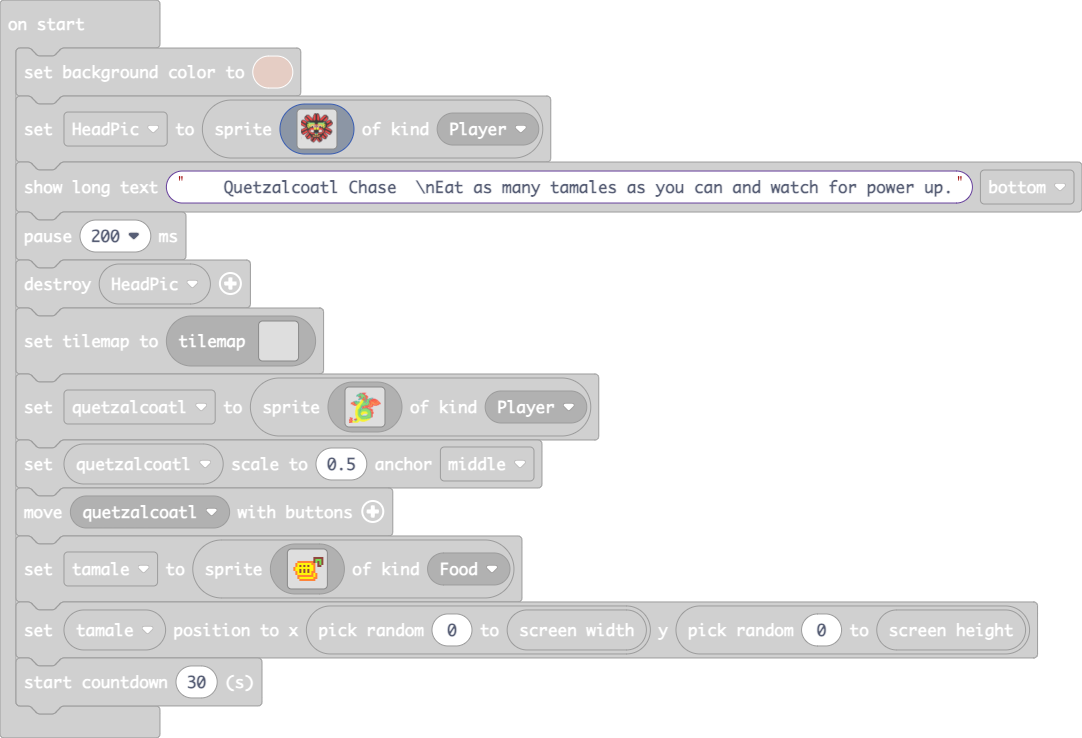 on start
set background color to
set HeadPic to sprite of kind Player
show long text " Quetzalcoatl Chase \nEat as many tamales as you can and watch for power up." bottom
pause 200 ms
destroy HeadPic
set tilemap to tilemap
set quetzalcoatl to sprite of kind Player
set quetzalcoatl scale to 0.5 anchor middle
move quetzalcoatl with buttons
set tamale to sprite of kind Food
set tamale position to x pick random 0 to screen width y pick random 0 to screen height
start countdown 30 (s)